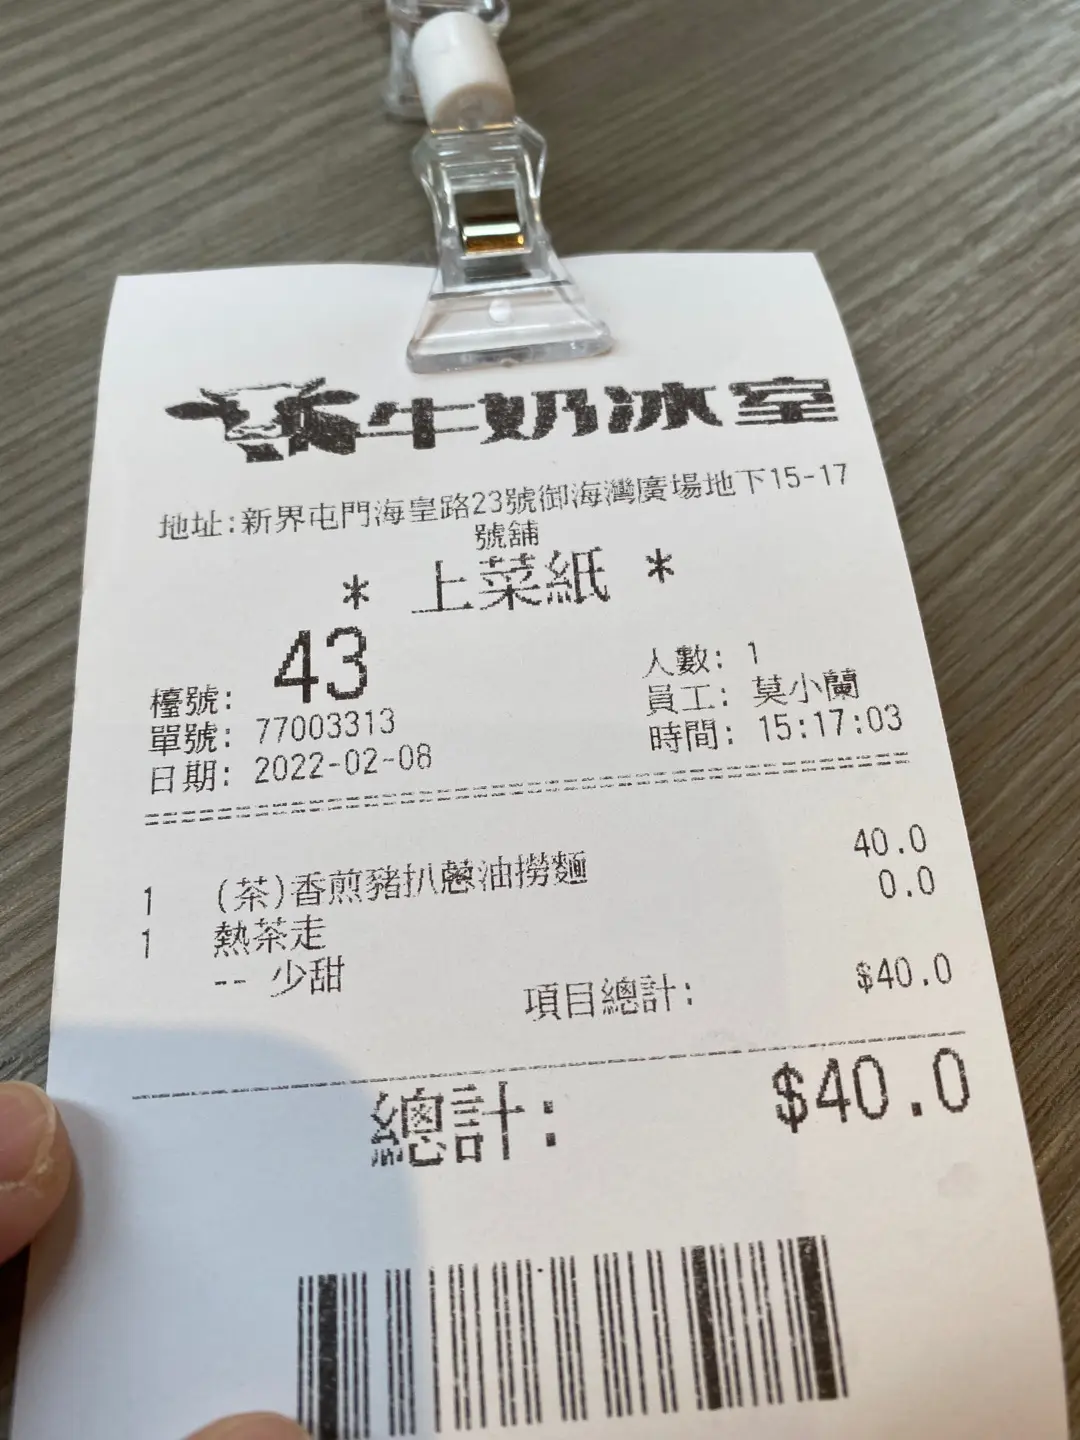 牛奶冰室
地址:新界屯門海皇路23號御海灣廣場地下15-17
號舖
* 上菜紙 *
檯號: 43
人數: 1
單號: 77003313
員工: 莫小蘭
日期: 2022-02-08
時間: 15:17:03
1 (茶)香煎豬扒蔥油撈麵 40.0
1 熱茶走 0.0
-- 少甜
項目總計: $40.0
總計: $40.0